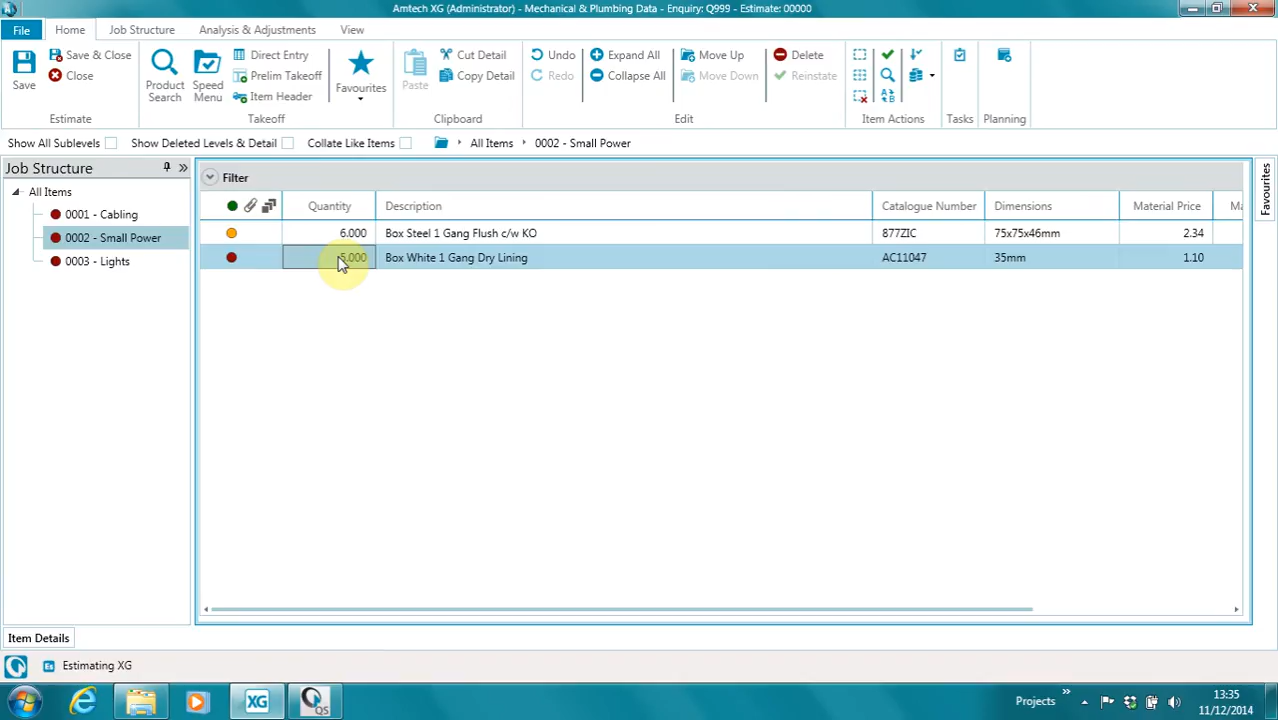 Amtech XG (Administrator) - Mechanical & Plumbing Data - Enquiry: Q999 - Estimate: 00000
File Home Job Structure Analysis & Adjustments View
Save
Save & Close
Close
Estimate
Product Search
Speed Menu
Direct Entry
Prelim Takeoff
Item Header
Favourites
Takeoff
Paste
Cut Detail
Copy Detail
Clipboard
Undo
Redo
Expand All
Collapse All
Move Up
Move Down
Delete
Reinstate
Edit
Item Actions
Tasks
Planning
Show All Sublevels Show Deleted Levels & Detail Collate Like Items All Items 0002 - Small Power
Job Structure
All Items
0001 - Cabling
0002 - Small Power
0003 - Lights
Filter
Quantity Description Catalogue Number Dimensions Material Price Ma
6.000 Box Steel 1 Gang Flush c/w KO 877ZIC 75x75x46mm 2.34
6.000 Box White 1 Gang Dry Lining AC11047 35mm 1.10
Favourites
Item Details
Es Estimating XG
XG
QS
Projects
13:35
11/12/2014